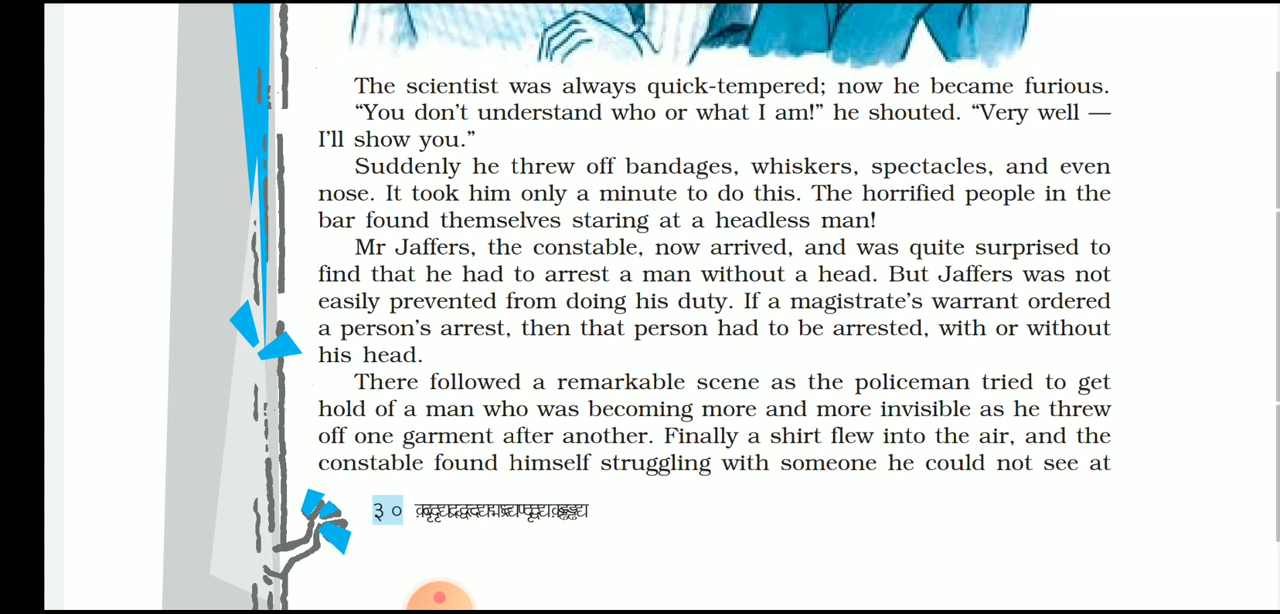 The scientist was always quick-tempered; now he became furious.
“You don’t understand who or what I am!” he shouted. “Very well —
I’ll show you.”
Suddenly he threw off bandages, whiskers, spectacles, and even
nose. It took him only a minute to do this. The horrified people in the
bar found themselves staring at a headless man!
Mr Jaffers, the constable, now arrived, and was quite surprised to
find that he had to arrest a man without a head. But Jaffers was not
easily prevented from doing his duty. If a magistrate’s warrant ordered
a person’s arrest, then that person had to be arrested, with or without
his head.
There followed a remarkable scene as the policeman tried to get
hold of a man who was becoming more and more invisible as he threw
off one garment after another. Finally a shirt flew into the air, and the
constable found himself struggling with someone he could not see at
३०